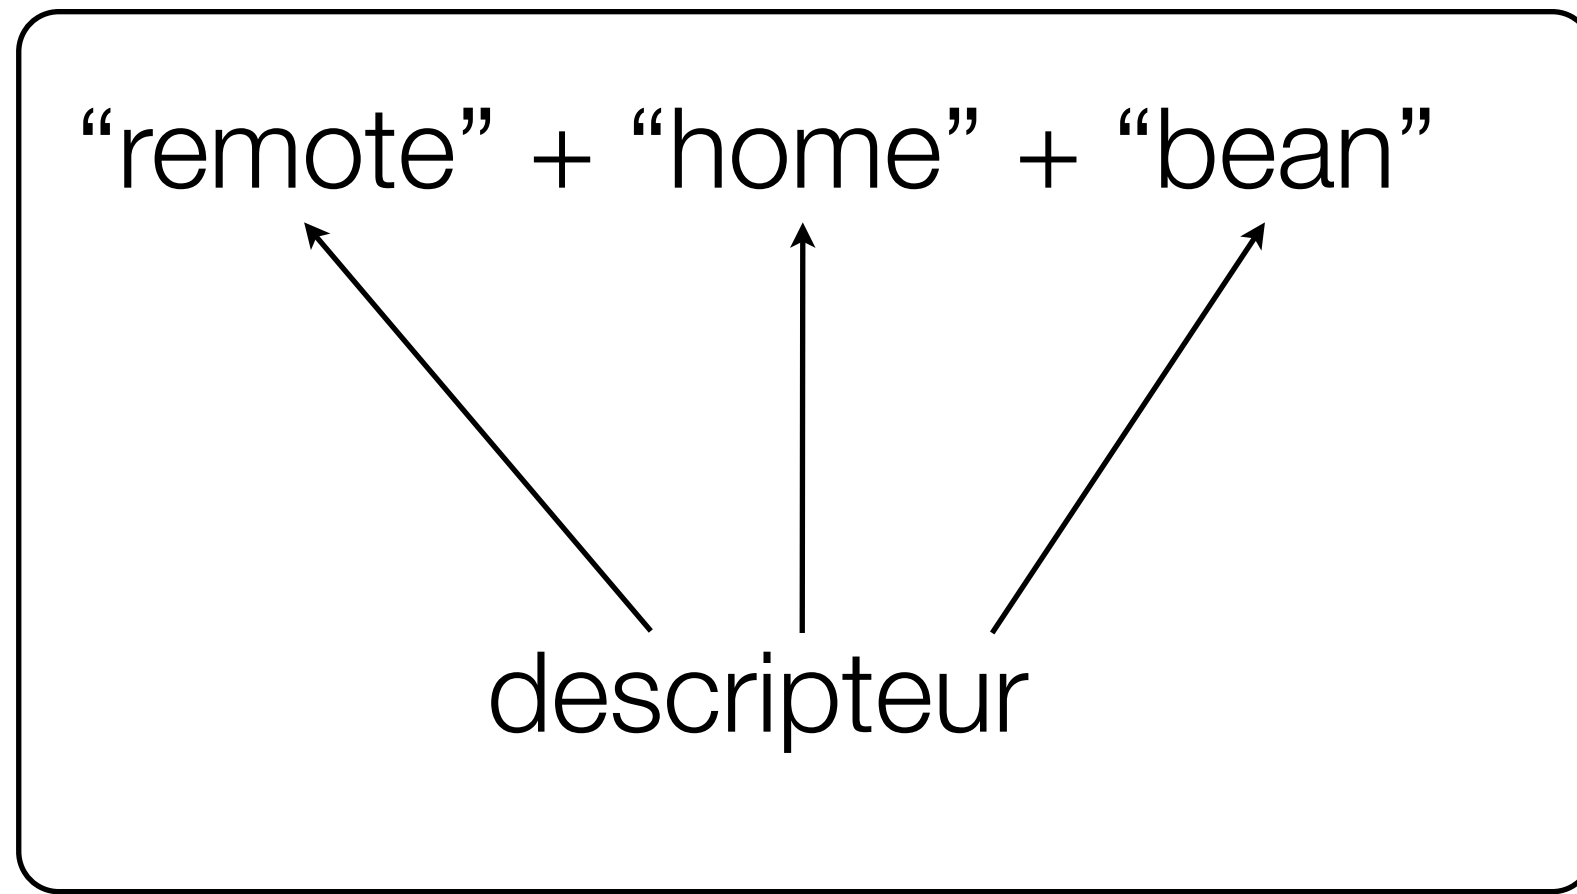 “remote” + “home” + “bean”
descripteur